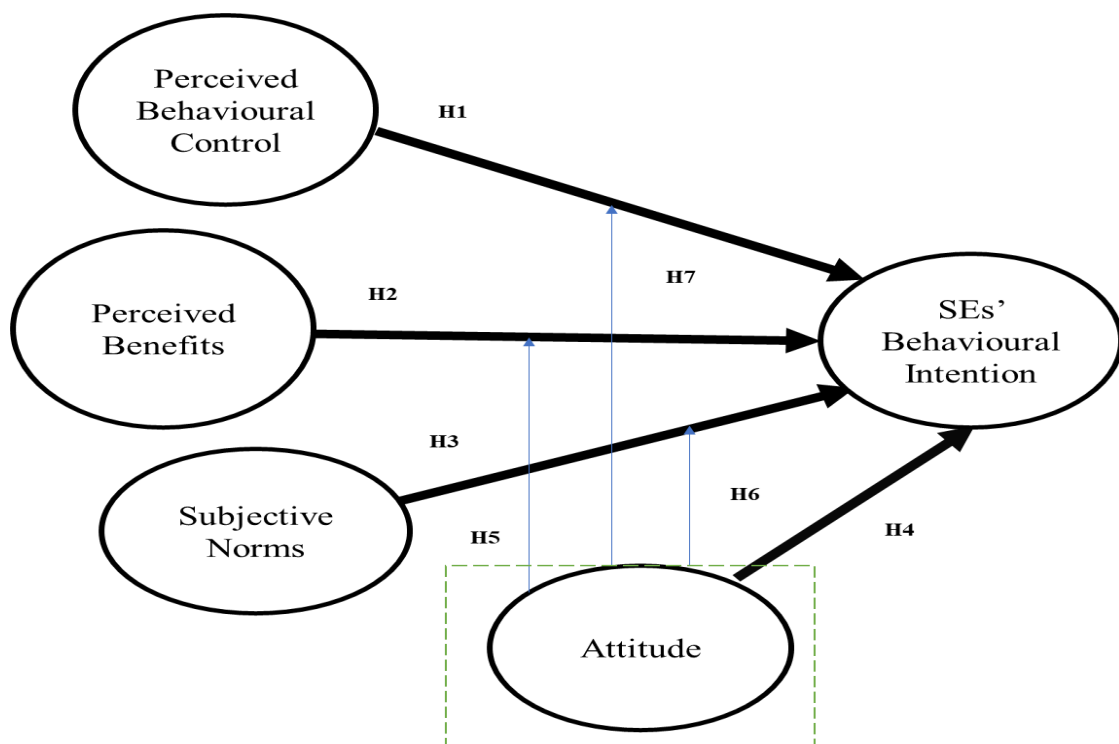 Perceived
Behavioural
Control
H1
H7
H2
Perceived
Benefits
SEs’
Behavioural
Intention
H3
Subjective
Norms
H6
H5
H4
Attitude